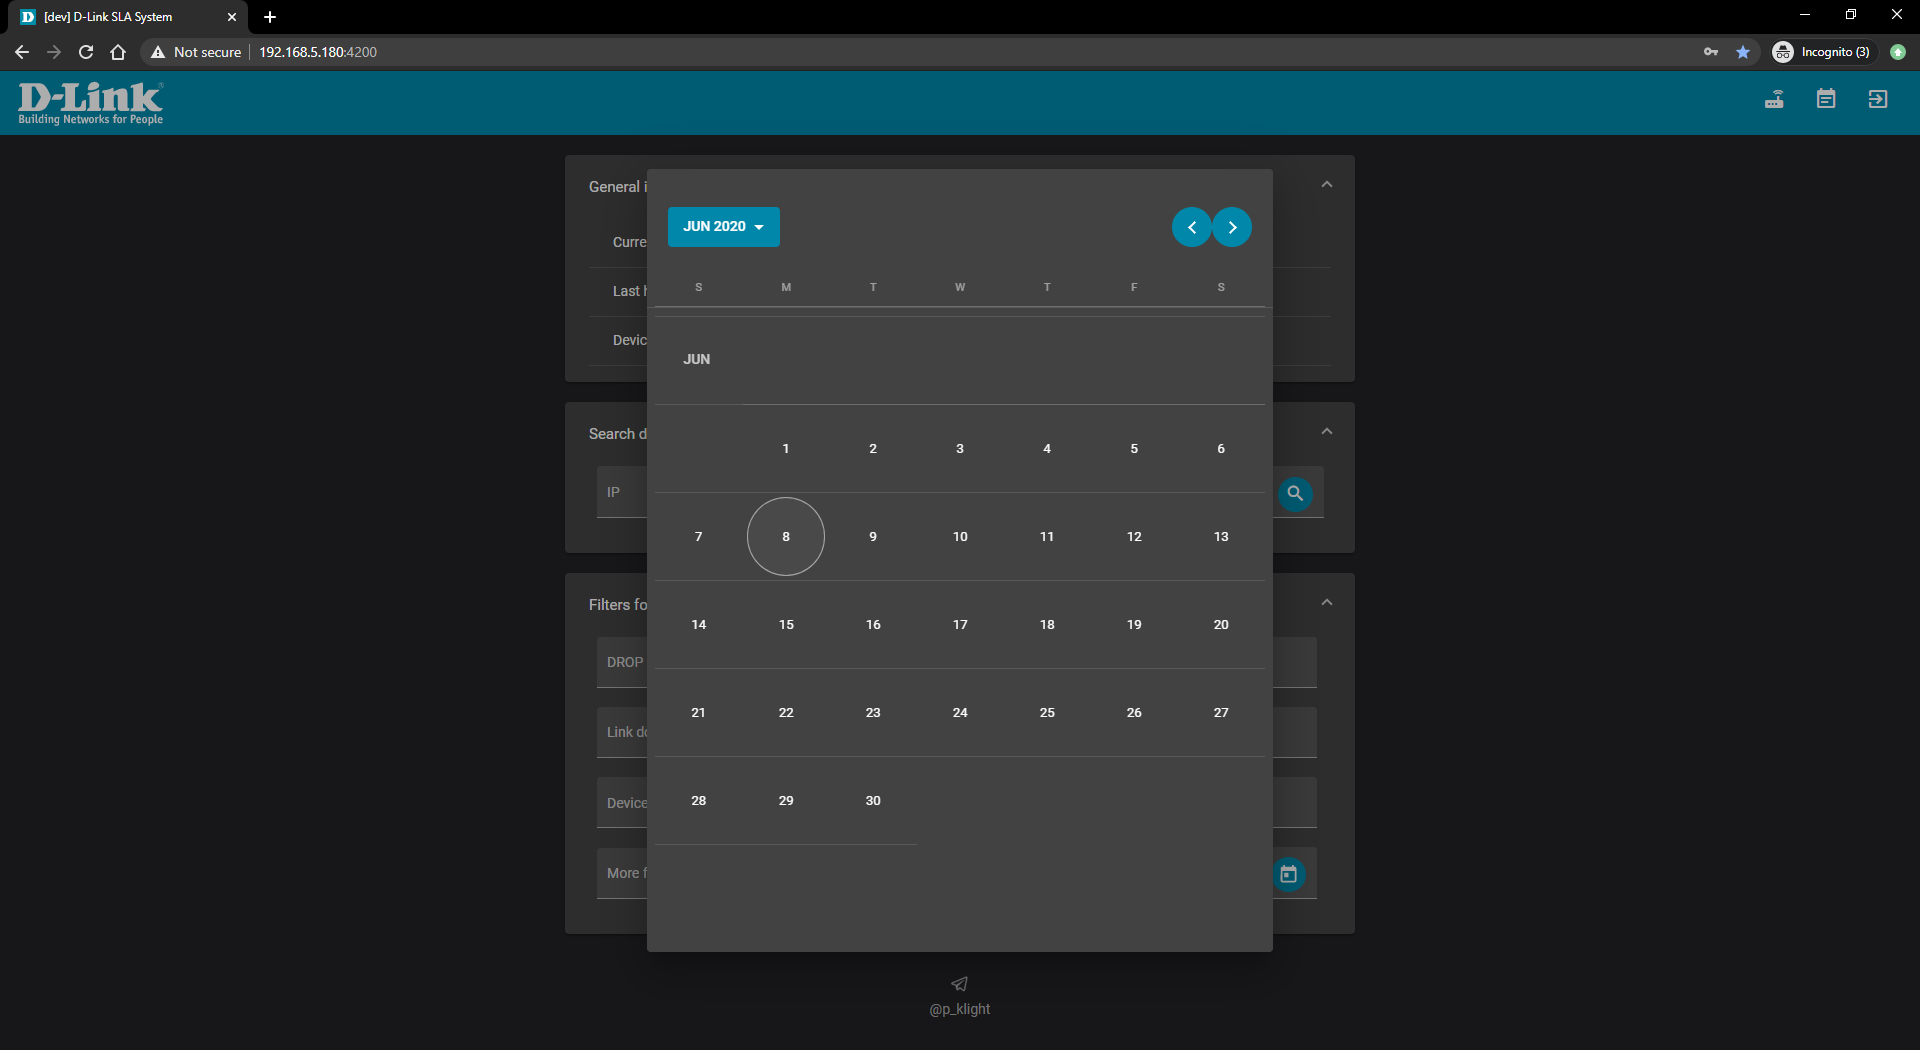 [dev] D-Link SLA System
Not secure
192.168.5.180:4200
Incognito (3)
D-Link®
Building Networks for People
General i
Curre
Last h
Devic
JUN 2020
S M T W T F S
JUN
1 2 3 4 5 6
7 8 9 10 11 12 13
14 15 16 17 18 19 20
21 22 23 24 25 26 27
28 29 30
Search d
IP
Filters fo
DROP
Link do
Device
More f
@p_klight